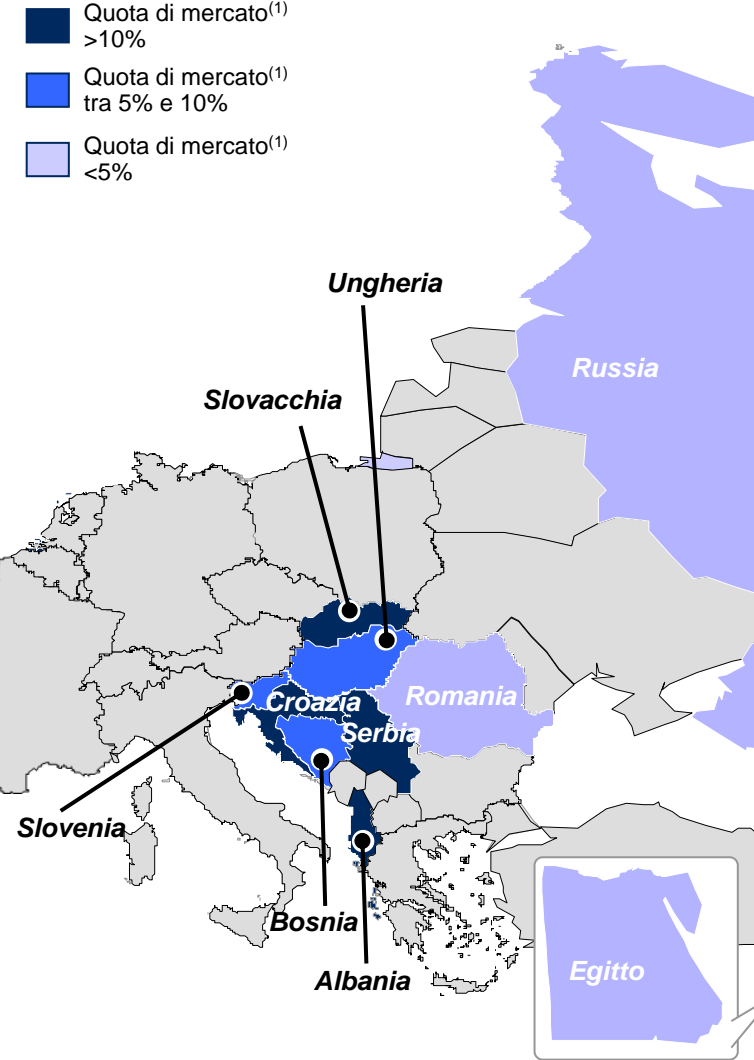 Quota di mercato(1)
>10%
Quota di mercato(1)
tra 5% e 10%
Quota di mercato(1)
<5%
Ungheria
Russia
Slovacchia
Croazia
Romania
Serbia
Slovenia
Bosnia
Egitto
Albania